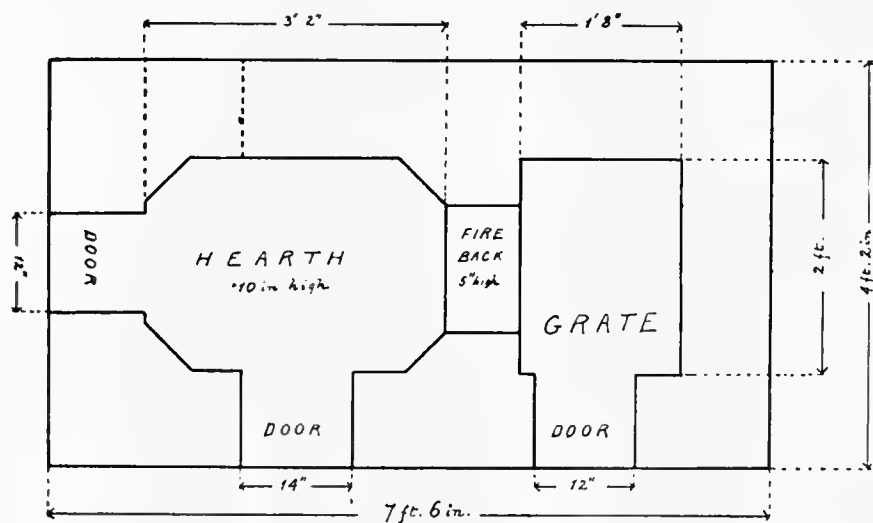 3' 2"
1' 8"
DOOR
12"
HEARTH
10 in high
FIRE
BACK
5" high
GRATE
2 ft.
4 ft. 2 in
DOOR
DOOR
14"
12"
7 ft. 6 in.